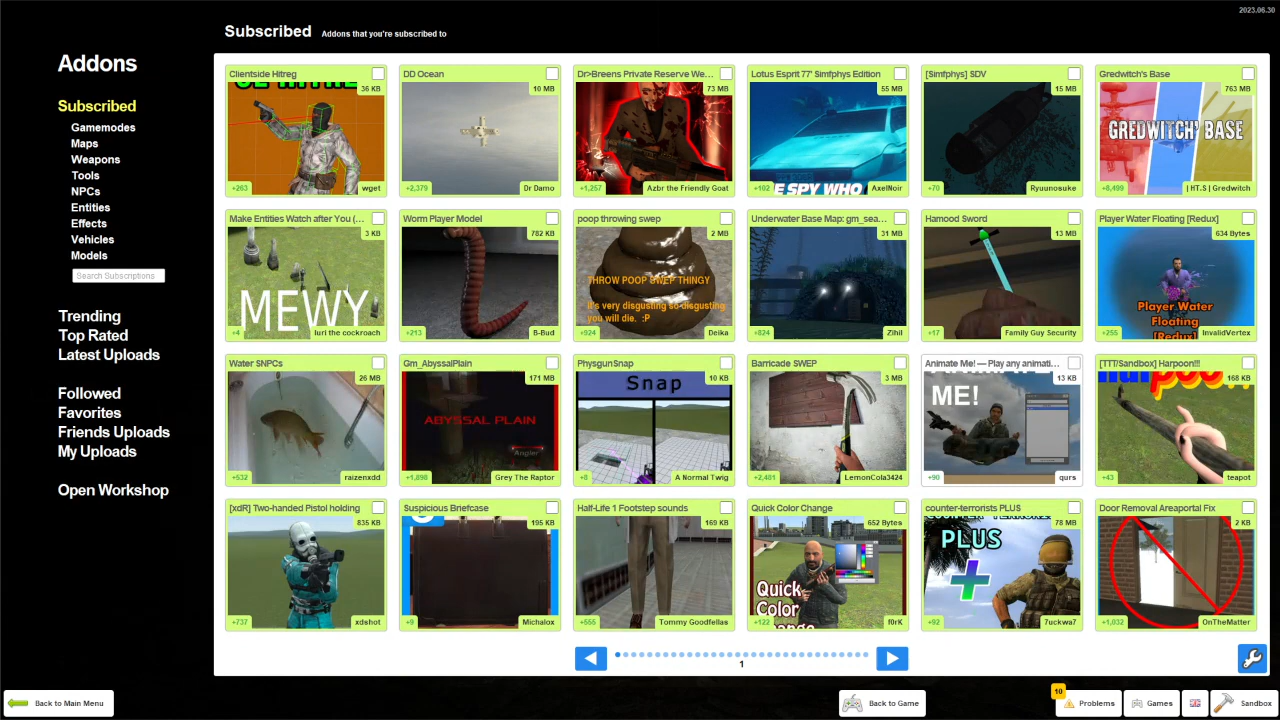 2023.06.30
Subscribed Addons that you're subscribed to
Addons
Subscribed
Gamemodes
Maps
Weapons
Tools
NPCs
Entities
Effects
Vehicles
Models
Search Subscriptions
Trending
Top Rated
Latest Uploads
Followed
Favorites
Friends Uploads
My Uploads
Open Workshop
Clientside Hitreg
36 KB
+263
wget
DD Ocean
10 MB
+2,379
Dr Damo
Dr>Breens Private Reserve We...
73 MB
+1,257
Azbr the Friendly Goat
Lotus Esprit 77' Simfphys Edition
55 MB
E SPY WHO
+102
AxelNoir
[Simfphys] SDV
15 MB
+70
Ryuunosuke
Gredwitch's Base
763 MB
GREDWITCH' BASE
+8,499
| HT.S | Gredwitch
Make Entities Watch after You (...
3 KB
MEWY
+4
Iuri the cockroach
Worm Player Model
782 KB
+213
B-Bud
poop throwing swep
2 MB
THROW POOP SWEP THINGY
it's very disgusting so disgusting
you will die. :P
+924
Deika
Underwater Base Map: gm_sea...
31 MB
+824
Zihil
Hamood Sword
13 MB
+17
Family Guy Security
Player Water Floating [Redux]
634 Bytes
Player Water
Floating
[Redux]
+255
InvalidVertex
Water SNPCs
26 MB
+532
raizenxdd
Gm_AbyssalPlain
171 MB
ABYSSAL PLAIN
Angler
+1,898
Grey The Raptor
PhysgunSnap
10 KB
Snap
+8
A Normal Twig
Barricade SWEP
3 MB
+2,481
LemonCola3424
Animate Me! — Play any animati...
13 KB
ME!
+90
qurs
[TTT/Sandbox] Harpoon!!!
168 KB
+43
teapot
[xdR] Two-handed Pistol holding
835 KB
+737
xdshot
Suspicious Briefcase
195 KB
+9
Michalox
Half-Life 1 Footstep sounds
169 KB
+555
Tommy Goodfellas
Quick Color Change
652 Bytes
Quick
Color
+122
f0rK
counter-terrorists PLUS
78 MB
PLUS
+92
7uckwa7
Door Removal Areaportal Fix
2 KB
+1,032
OnTheMatter
1
Back to Main Menu
Back to Game
10
Problems
Games
Sandbox